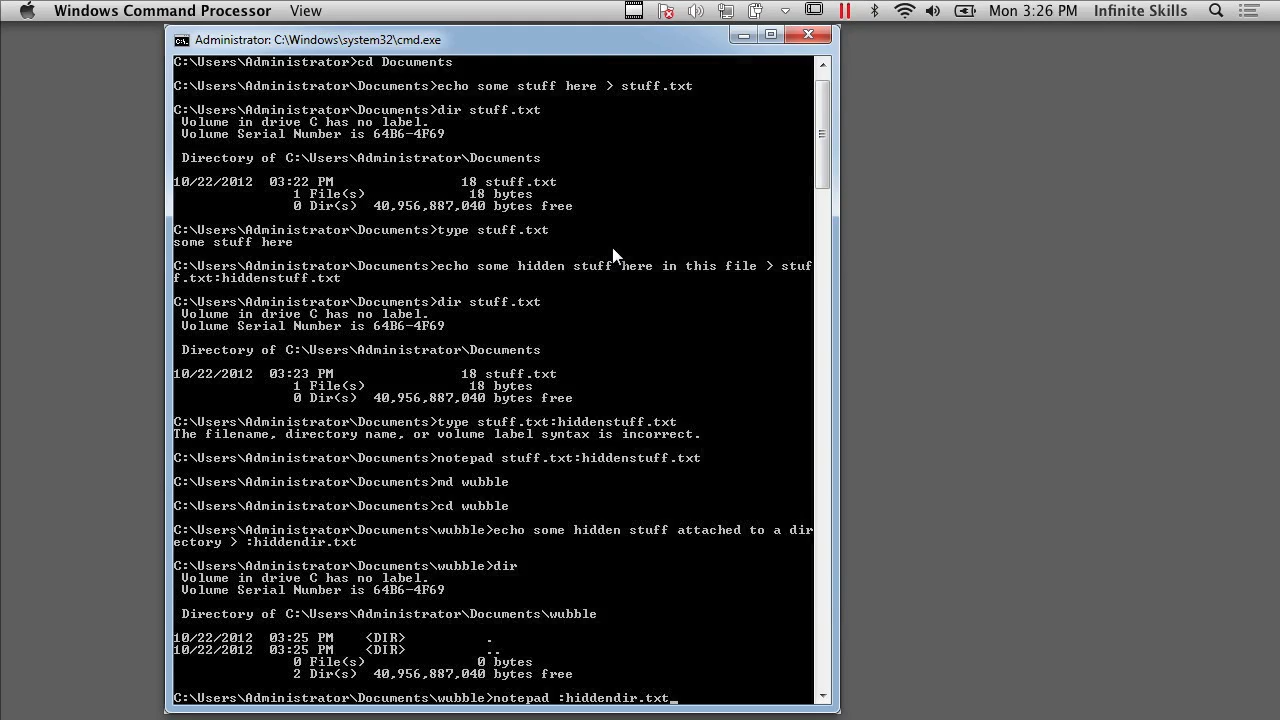 Windows Command Processor View Mon 3:26 PM Infinite Skills
C:\. Administrator: C:\Windows\system32\cmd.exe
C:\Users\Administrator>cd Documents
C:\Users\Administrator\Documents>echo some stuff here > stuff.txt
C:\Users\Administrator\Documents>dir stuff.txt
Volume in drive C has no label.
Volume Serial Number is 64B6-4F69
Directory of C:\Users\Administrator\Documents
10/22/2012 03:22 PM 18 stuff.txt
1 File(s) 18 bytes
0 Dir(s) 40,956,887,040 bytes free
C:\Users\Administrator\Documents>type stuff.txt
some stuff here
C:\Users\Administrator\Documents>echo some hidden stuff here in this file > stuf
f.txt:hiddenstuff.txt
C:\Users\Administrator\Documents>dir stuff.txt
Volume in drive C has no label.
Volume Serial Number is 64B6-4F69
Directory of C:\Users\Administrator\Documents
10/22/2012 03:23 PM 18 stuff.txt
1 File(s) 18 bytes
0 Dir(s) 40,956,887,040 bytes free
C:\Users\Administrator\Documents>type stuff.txt:hiddenstuff.txt
The filename, directory name, or volume label syntax is incorrect.
C:\Users\Administrator\Documents>notepad stuff.txt:hiddenstuff.txt
C:\Users\Administrator\Documents>md wubble
C:\Users\Administrator\Documents>cd wubble
C:\Users\Administrator\Documents\wubble>echo some hidden stuff attached to a dir
ectory > :hiddendir.txt
C:\Users\Administrator\Documents\wubble>dir
Volume in drive C has no label.
Volume Serial Number is 64B6-4F69
Directory of C:\Users\Administrator\Documents\wubble
10/22/2012 03:25 PM <DIR> .
10/22/2012 03:25 PM <DIR> ..
0 File(s) 0 bytes
2 Dir(s) 40,956,887,040 bytes free
C:\Users\Administrator\Documents\wubble>notepad :hiddendir.txt_